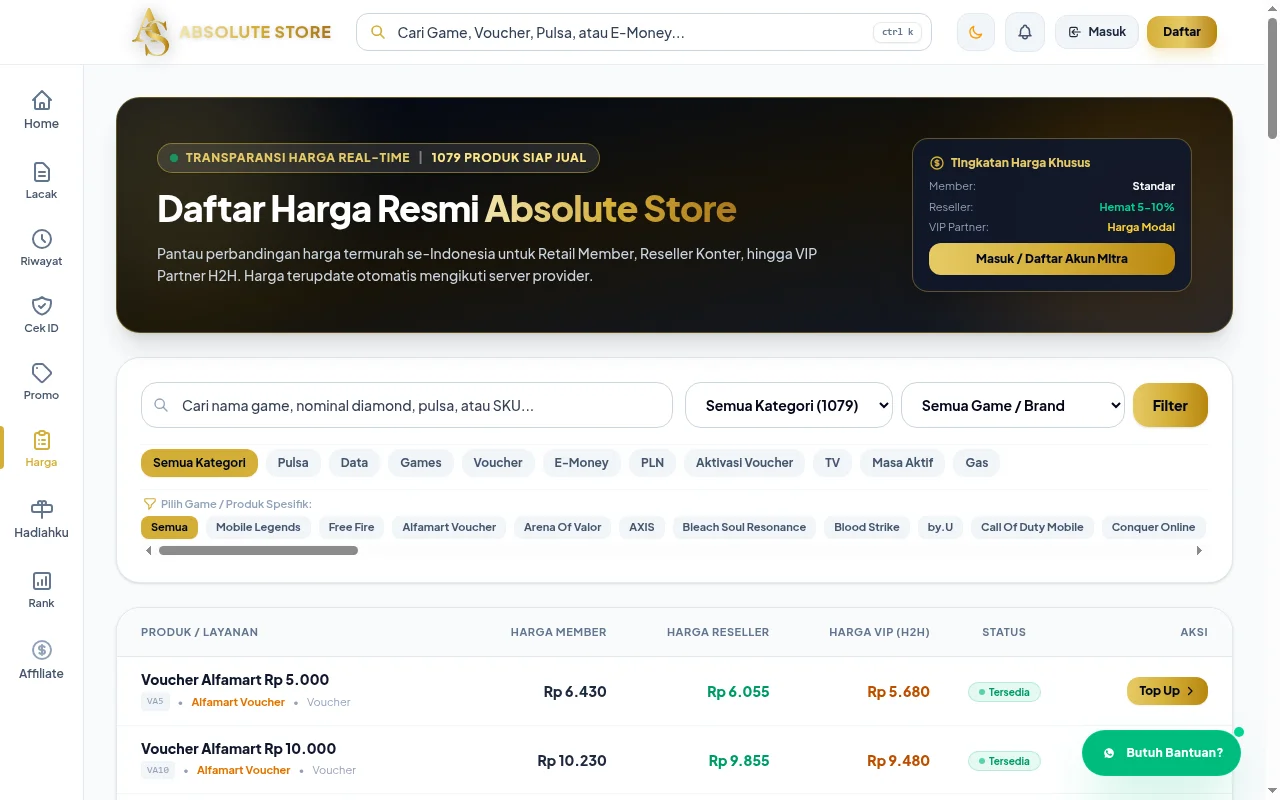 ABSOLUTE STORE
Cari Game, Voucher, Pulsa, atau E-Money...
ctrl k
Masuk
Daftar
Home
Lacak
Riwayat
Cek ID
Promo
Harga
Hadiahku
Rank
Affiliate
TRANSPARANSI HARGA REAL-TIME | 1079 PRODUK SIAP JUAL
Daftar Harga Resmi Absolute Store
Pantau perbandingan harga termurah se-Indonesia untuk Retail Member, Reseller Konter, hingga VIP
Partner H2H. Harga terupdate otomatis mengikuti server provider.
Tingkatan Harga Khusus
Member: Standar
Reseller: Hemat 5-10%
VIP Partner: Harga Modal
Masuk / Daftar Akun Mitra
Cari nama game, nominal diamond, pulsa, atau SKU...
Semua Kategori (1079)
Semua Game / Brand
Filter
Semua Kategori Pulsa Data Games Voucher E-Money PLN Aktivasi Voucher TV Masa Aktif Gas
Pilih Game / Produk Spesifik:
Semua Mobile Legends Free Fire Alfamart Voucher Arena Of Valor AXIS Bleach Soul Resonance Blood Strike by.U Call Of Duty Mobile Conquer Online
PRODUK / LAYANAN HARGA MEMBER HARGA RESELLER HARGA VIP (H2H) STATUS AKSI
Voucher Alfamart Rp 5.000
VA5 • Alfamart Voucher • Voucher
Rp 6.430 Rp 6.055 Rp 5.680 Tersedia Top Up
Voucher Alfamart Rp 10.000
VA10 • Alfamart Voucher • Voucher
Rp 10.230 Rp 9.855 Rp 9.480 Tersedia
Butuh Bantuan?